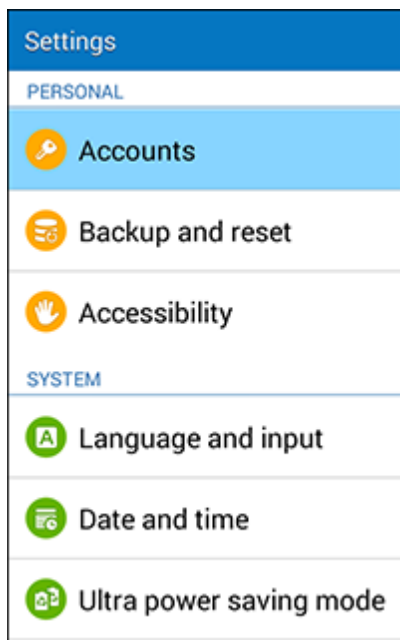 Settings
PERSONAL
Accounts
Backup and reset
Accessibility
SYSTEM
A Language and input
Date and time
Ultra power saving mode